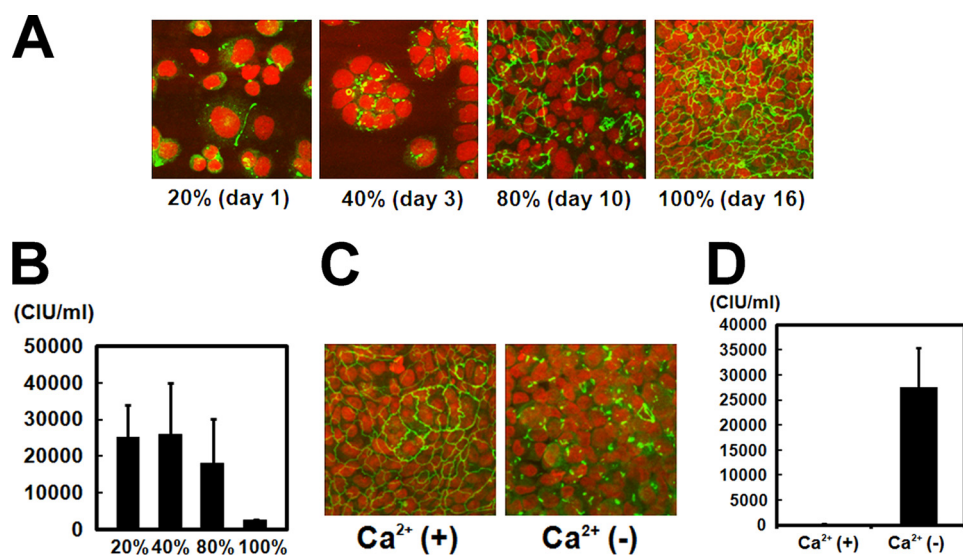 A
20% (day 1)
40% (day 3)
80% (day 10)
100% (day 16)
B
(CIU/ml)
50000
40000
30000
20000
10000
0
20% 40% 80% 100%
C
Ca²⁺ (+)
Ca²⁺ (-)
D
(CIU/ml)
40000
35000
30000
25000
20000
15000
10000
5000
0
Ca²⁺ (+)
Ca²⁺ (-)